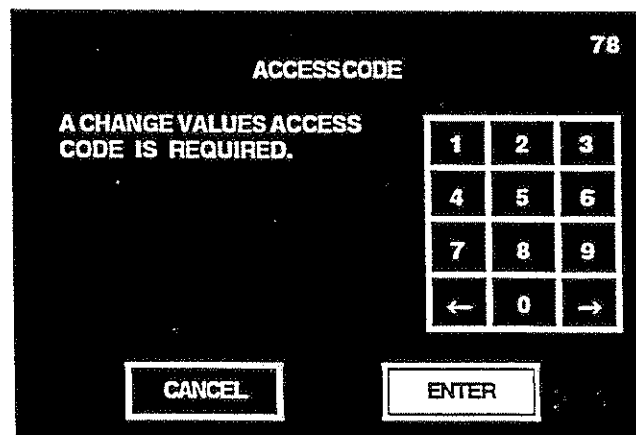 78
ACCESS CODE
A CHANGE VALUES ACCESS
CODE IS REQUIRED.
1 2 3
4 5 6
7 8 9
← 0 →
CANCEL ENTER